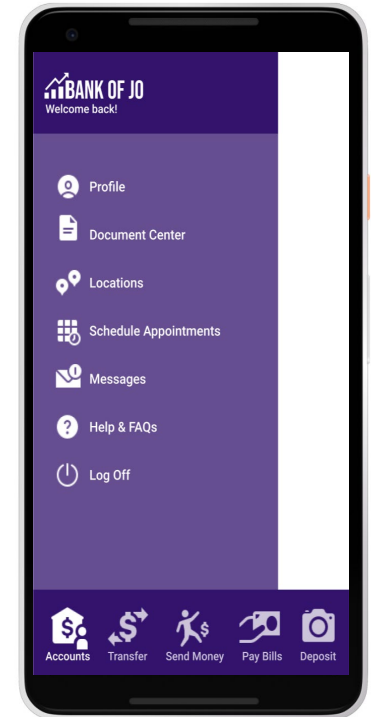 BANK OF JO
Welcome back!
Profile
Document Center
Locations
Schedule Appointments
Messages
Help & FAQs
Log Off
Accounts
Transfer
Send Money
Pay Bills
Deposit